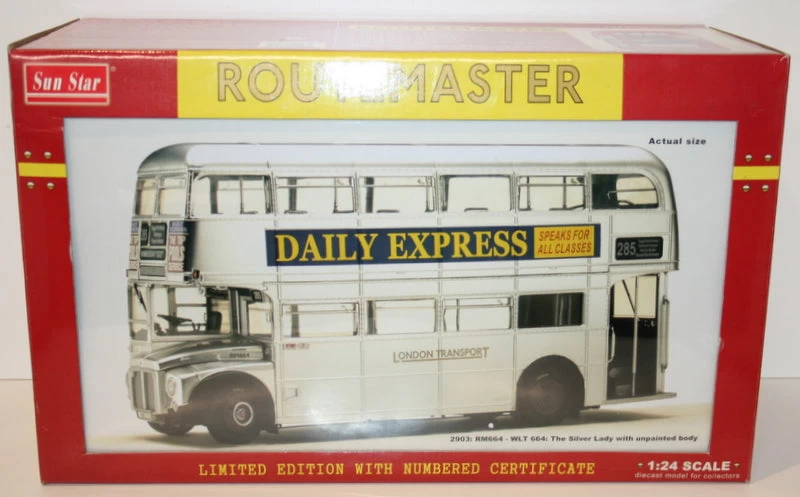 Sun Star
ROUTEMASTER
Actual size
DAILY EXPRESS
SPEAKS FOR
ALL CLASSES
285
LONDON TRANSPORT
RM664
2903: RM664 - WLT 664: The Silver Lady with unpainted body
LIMITED EDITION WITH NUMBERED CERTIFICATE
1:24 SCALE
diecast model for collectors